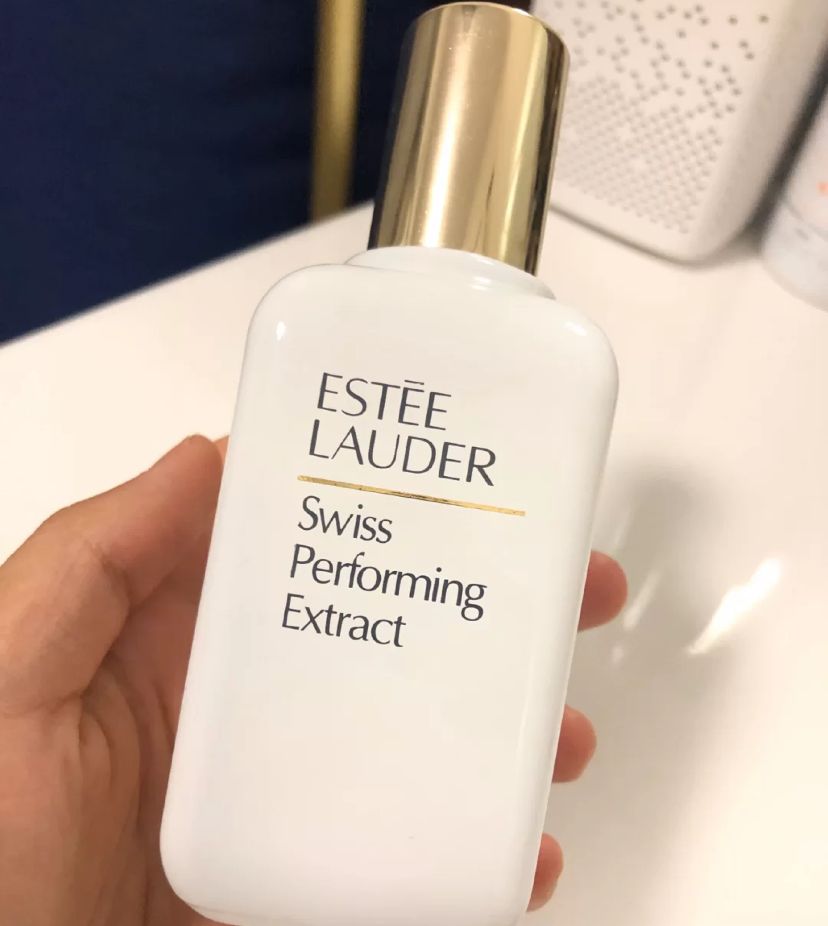 ESTĒE
LAUDER
Swiss
Performing
Extract